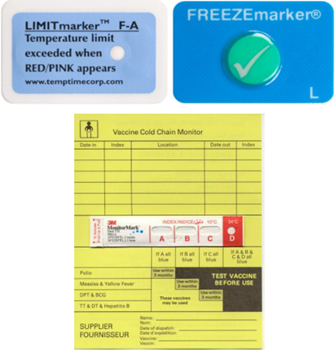 LIMITmarker™ F-A
Temperature limit
exceeded when
RED/PINK appears
www.temptimecorp.com
FREEZEmarker®
L
Vaccine Cold Chain Monitor
Date in Index Location Date out Index
3M
MonitorMark
INDEX 10°C 34°C
A B C D
If A all blue If B all blue If C all blue If A & B & C & D all blue
Polio
Measles & Yellow Fever
DPT & BCG
TT & DT & Hepatitis B
Use within 3 months
Use within 3 months
These vaccines may be used
TEST VACCINE
BEFORE USE
SUPPLIER
FOURNISSEUR
Name:
Nom:
Date of dispatch
Date d'expedition:
Vaccine:
Vaccin: